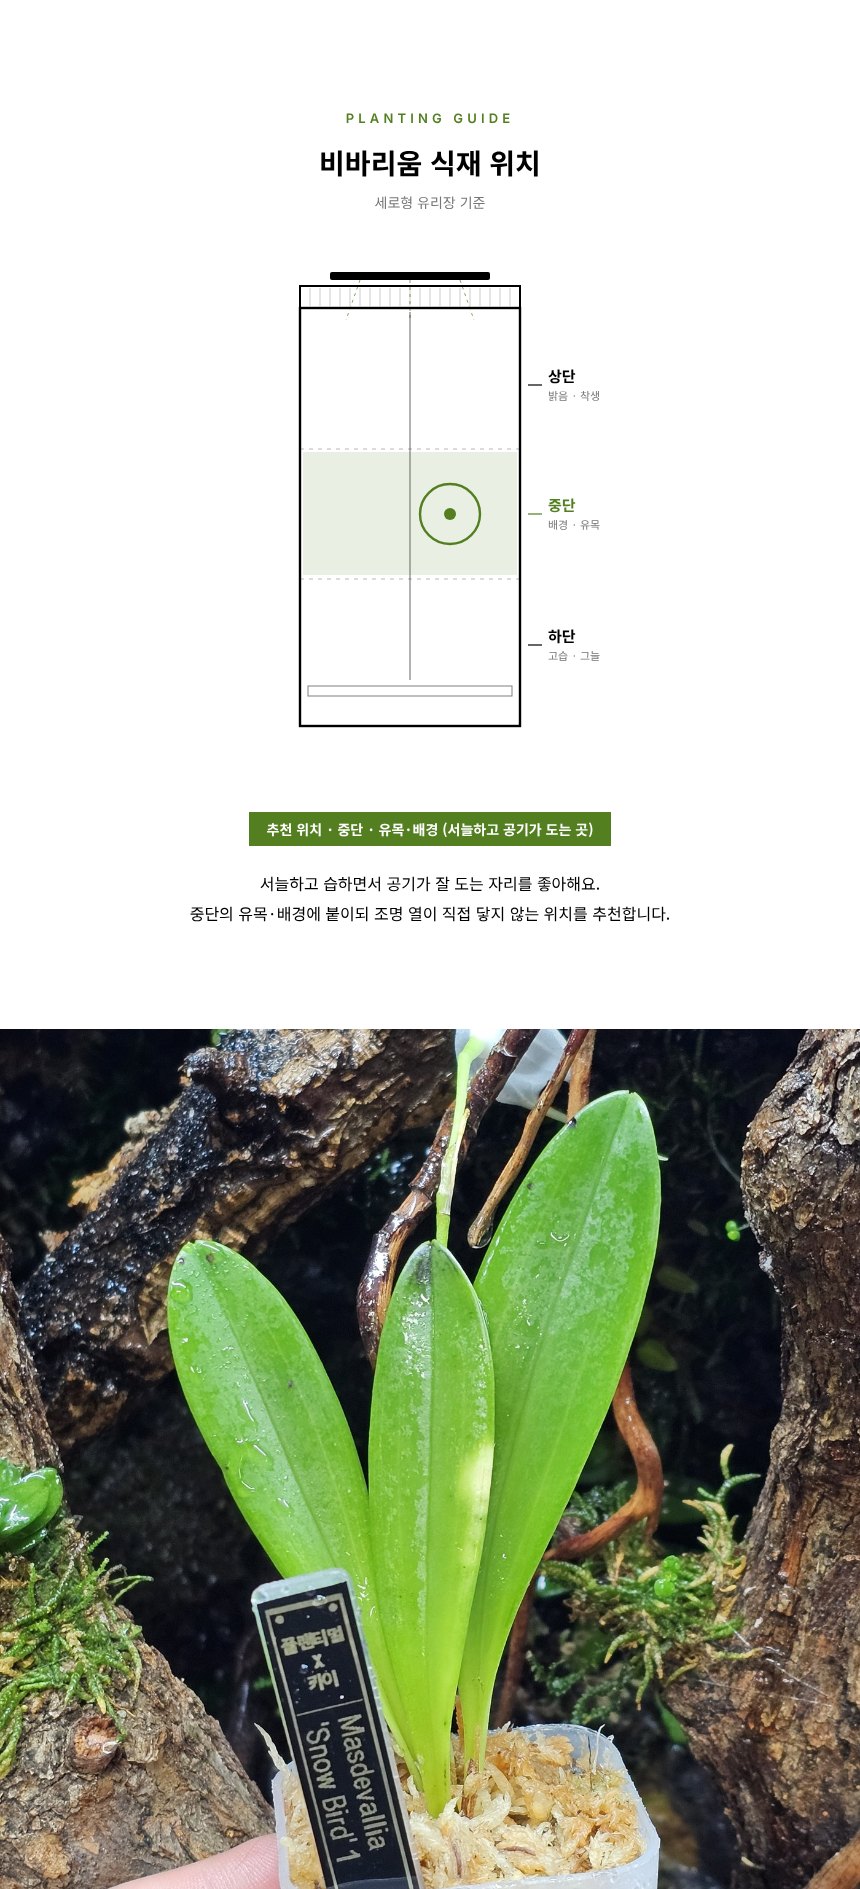 PLANTING GUIDE
비바리움 식재 위치
세로형 유리장 기준
상단
밝음 · 착생
중단
배경 · 유목
하단
고습 · 그늘
추천 위치 · 중단 · 유목·배경 (서늘하고 공기가 도는 곳)
서늘하고 습하면서 공기가 잘 도는 자리를 좋아해요.
중단의 유목·배경에 붙이되 조명 열이 직접 닿지 않는 위치를 추천합니다.
X
키이
Masdevallia
'Snow Bird' 1